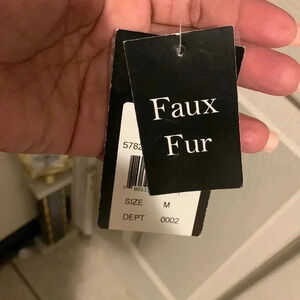 Faux
Fur
5782
SIZE M
DEPT 0002